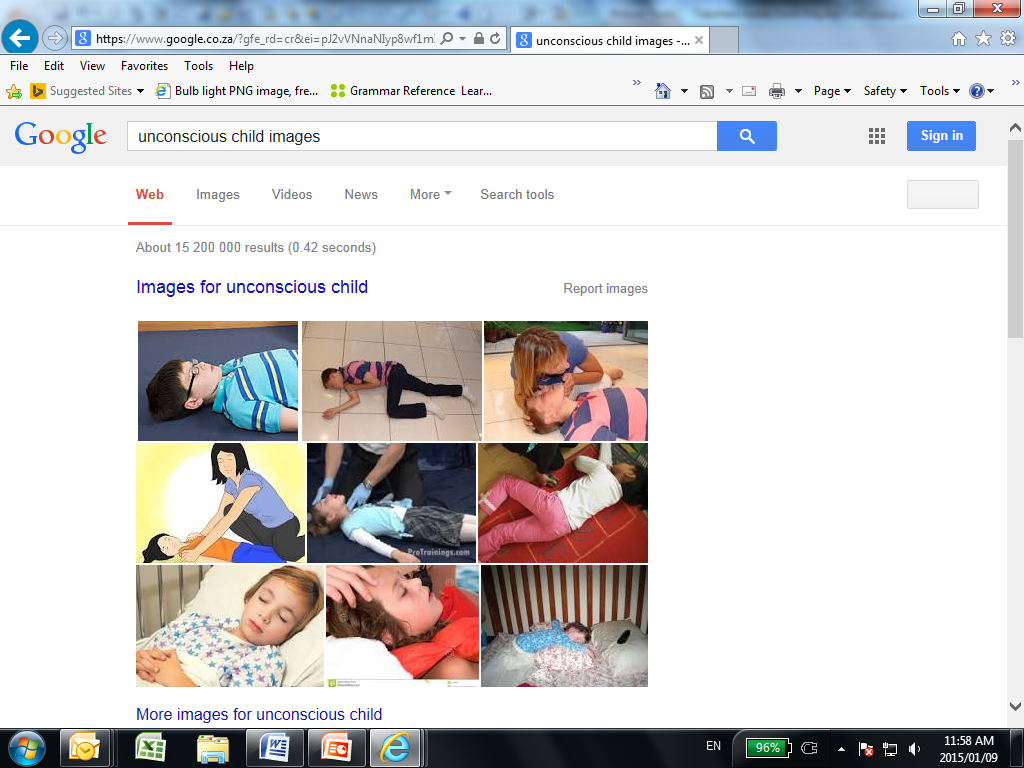 https://www.google.co.za/?gfe_rd=cr&ei=pJ2vVNnaNIyp8wf1m
unconscious child images -...
File Edit View Favorites Tools Help
Suggested Sites Bulb light PNG image, fre... Grammar Reference Lear...
Page Safety Tools
Google unconscious child images Sign in
Web Images Videos News More Search tools
About 15 200 000 results (0.42 seconds)
Images for unconscious child Report images
ProTrainings.com
More images for unconscious child
EN 96% 11:58 AM
2015/01/09